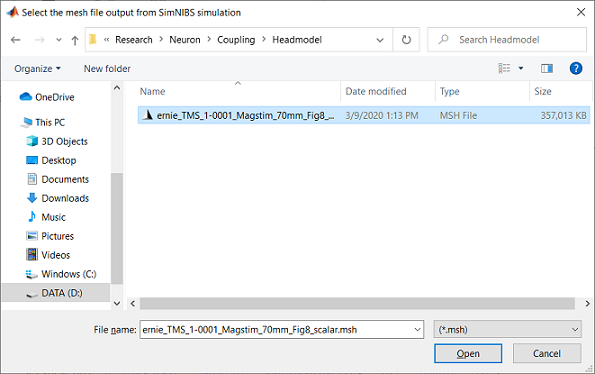 Select the mesh file output from SimNIBS simulation
« Research > Neuron > Coupling > Headmodel
Search Headmodel
Organize
New folder
Name
Date modified
Type
Size
OneDrive
This PC
3D Objects
Desktop
Documents
Downloads
Music
Pictures
Videos
Windows (C:)
DATA (D:)
ernie_TMS_1-0001_Magstim_70mm_Fig8_... 3/9/2020 1:13 PM MSH File 357,013 KB
File name: ernie_TMS_1-0001_Magstim_70mm_Fig8_scalar.msh
(*.msh)
Open
Cancel